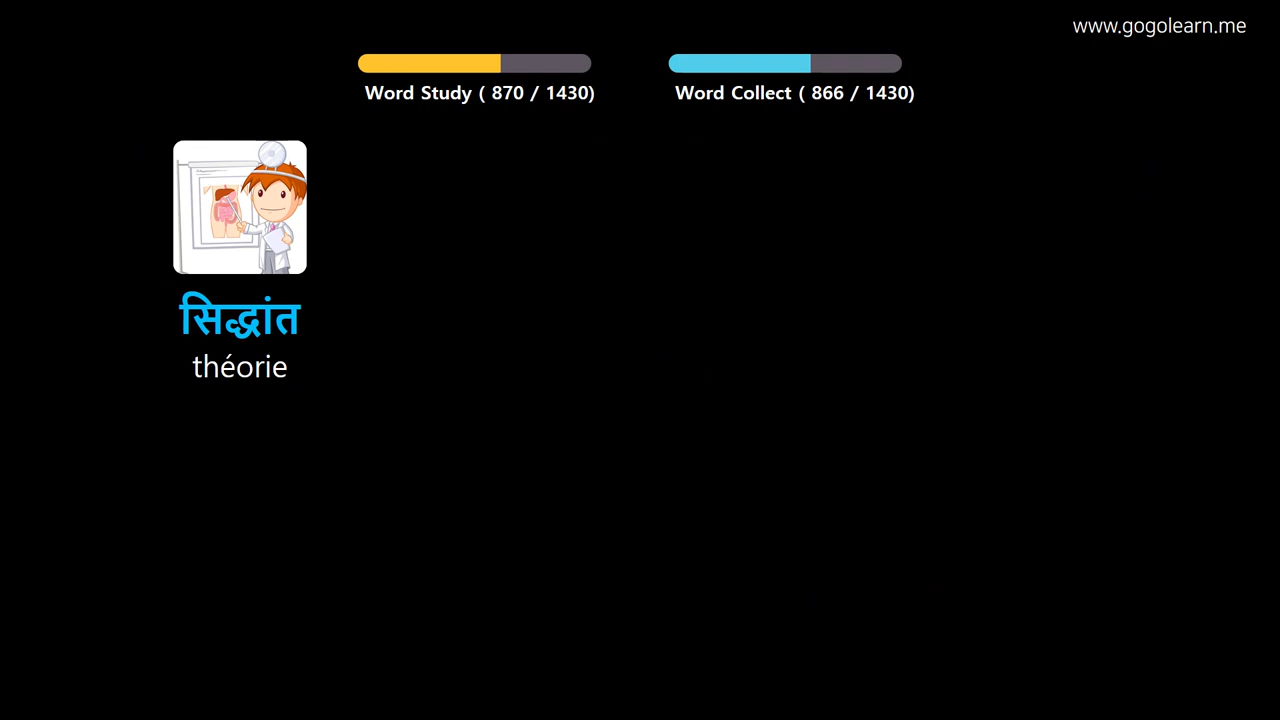 www.gogolearn.me
Word Study ( 870 / 1430)
Word Collect ( 866 / 1430)
सिद्धांत
théorie